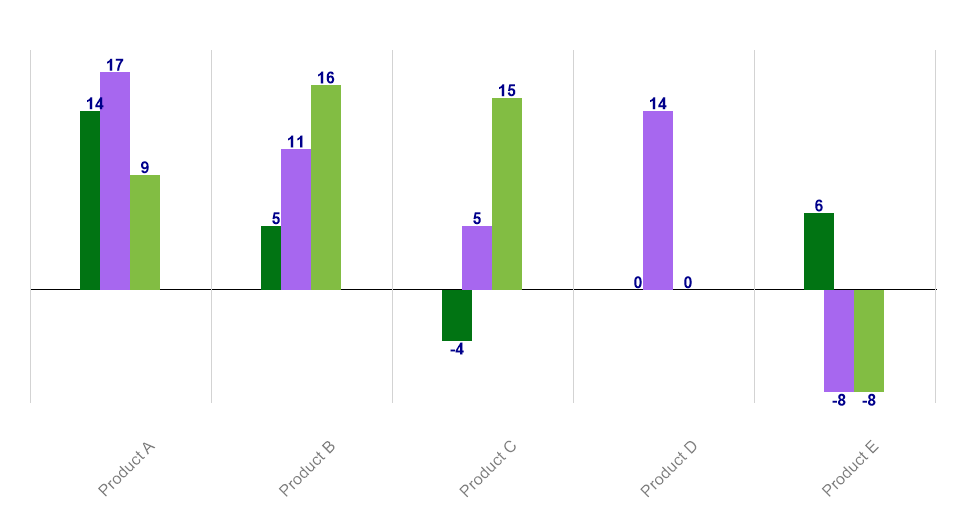 14 17 9
5 11 16
-4 5 15
0 14 0
6 -8 -8
Product A
Product B
Product C
Product D
Product E